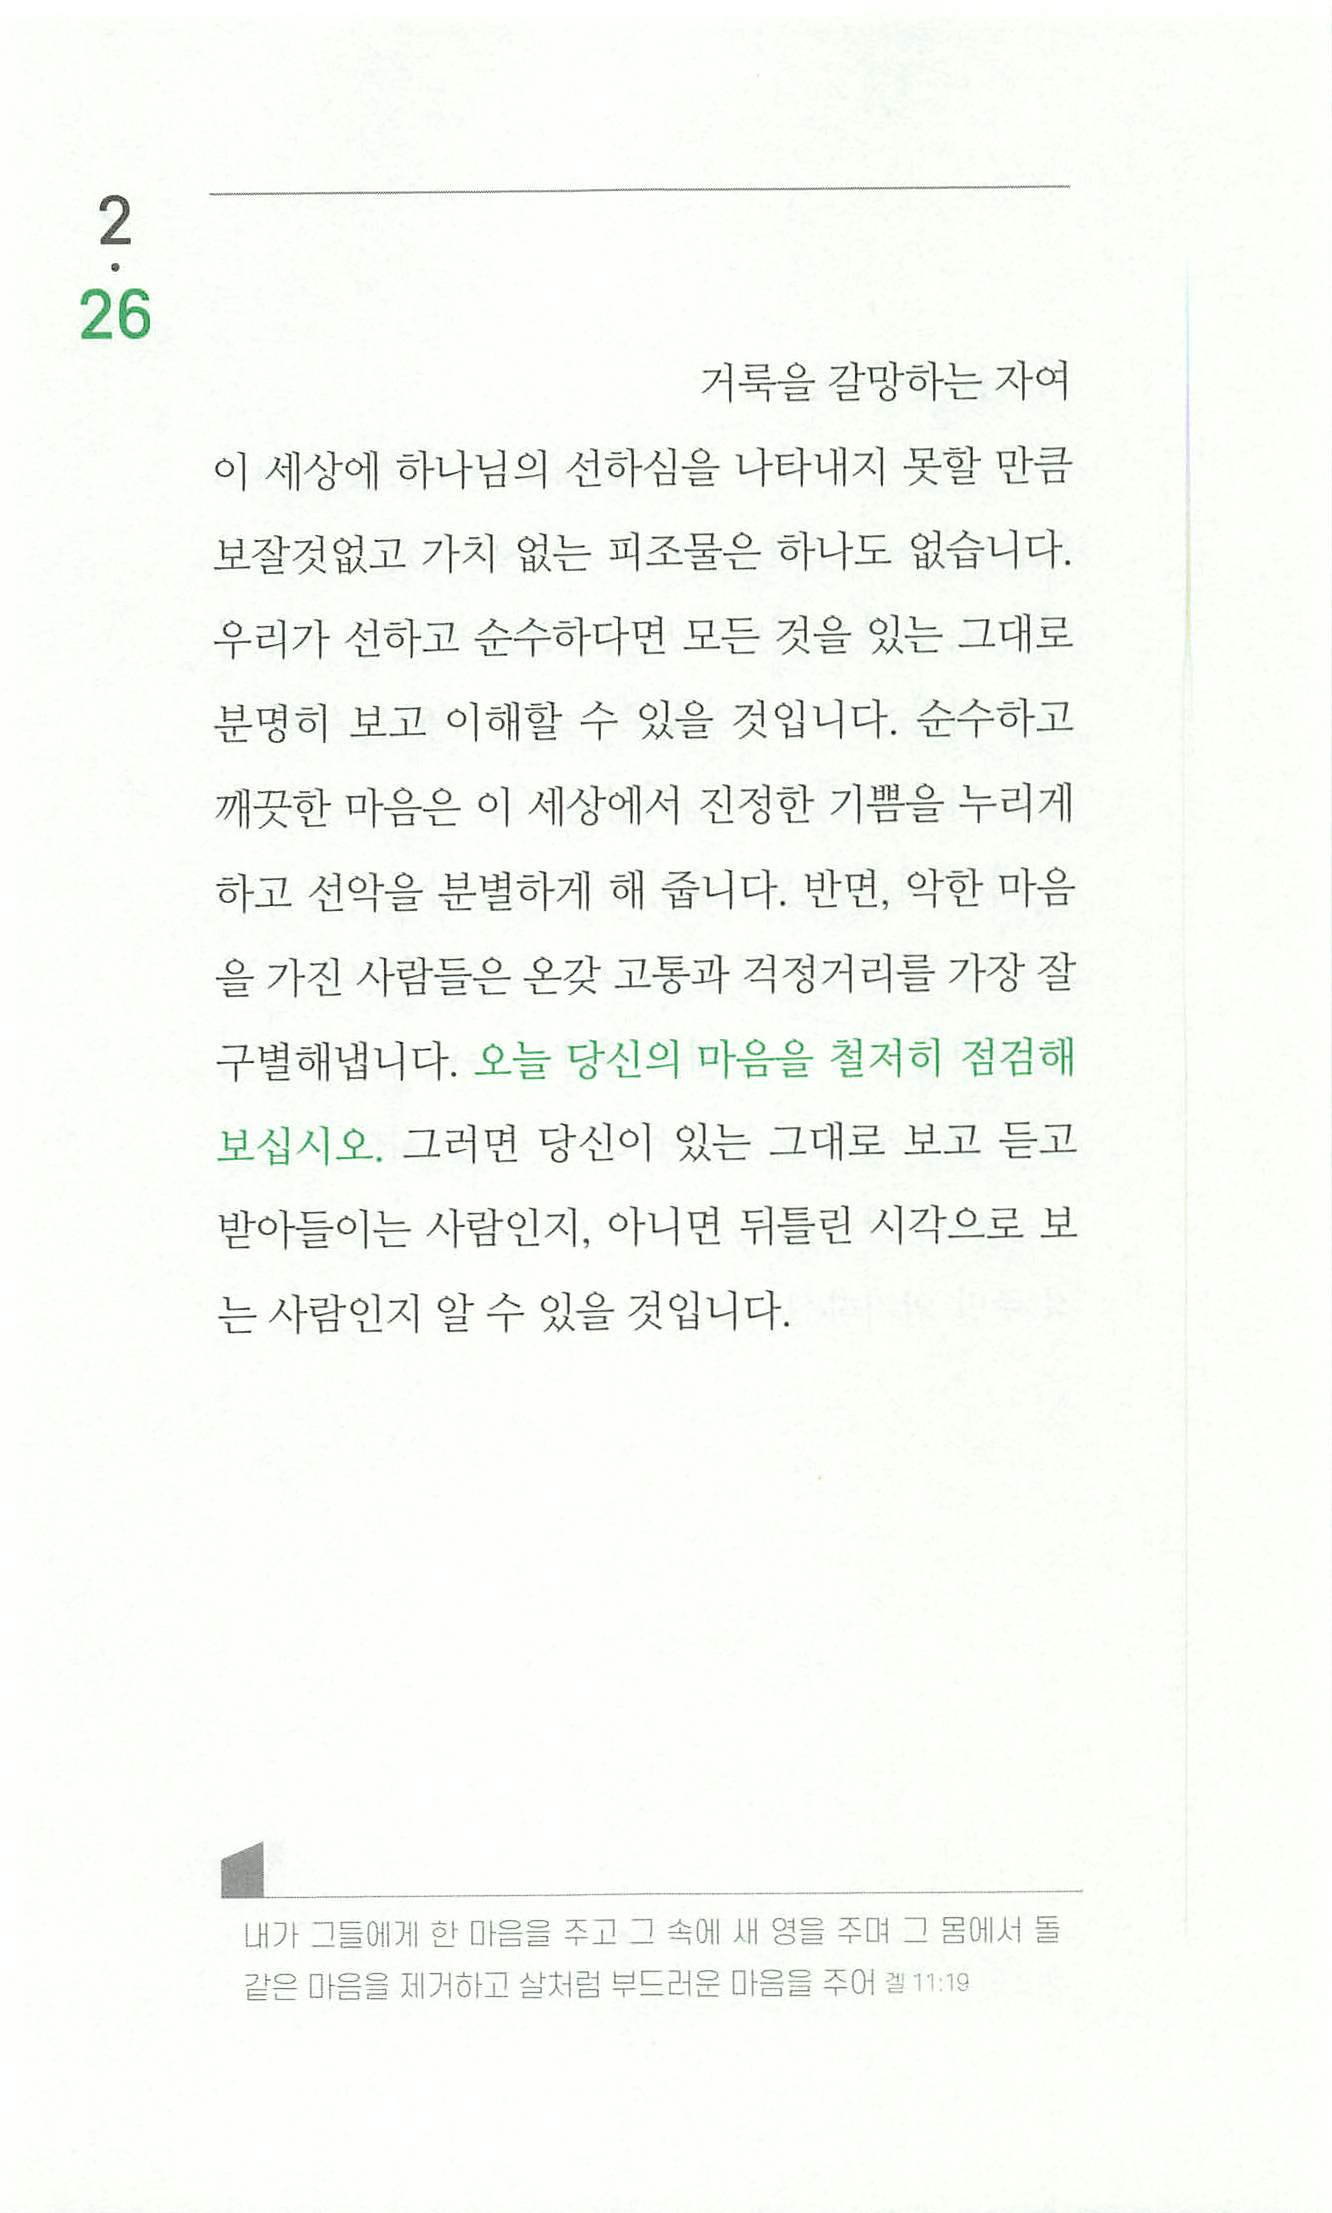 2
·
26
거룩을 갈망하는 자여
이 세상에 하나님의 선하심을 나타내지 못할 만큼
보잘것없고 가치 없는 피조물은 하나도 없습니다.
우리가 선하고 순수하다면 모든 것을 있는 그대로
분명히 보고 이해할 수 있을 것입니다. 순수하고
깨끗한 마음은 이 세상에서 진정한 기쁨을 누리게
하고 선악을 분별하게 해 줍니다. 반면, 악한 마음
을 가진 사람들은 온갖 고통과 걱정거리를 가장 잘
구별해냅니다. 오늘 당신의 마음을 철저히 점검해
보십시오. 그러면 당신이 있는 그대로 보고 듣고
받아들이는 사람인지, 아니면 뒤틀린 시각으로 보
는 사람인지 알 수 있을 것입니다.
내가 그들에게 한 마음을 주고 그 속에 새 영을 주며 그 몸에서 돌
같은 마음을 제거하고 살처럼 부드러운 마음을 주어 겔 11:19